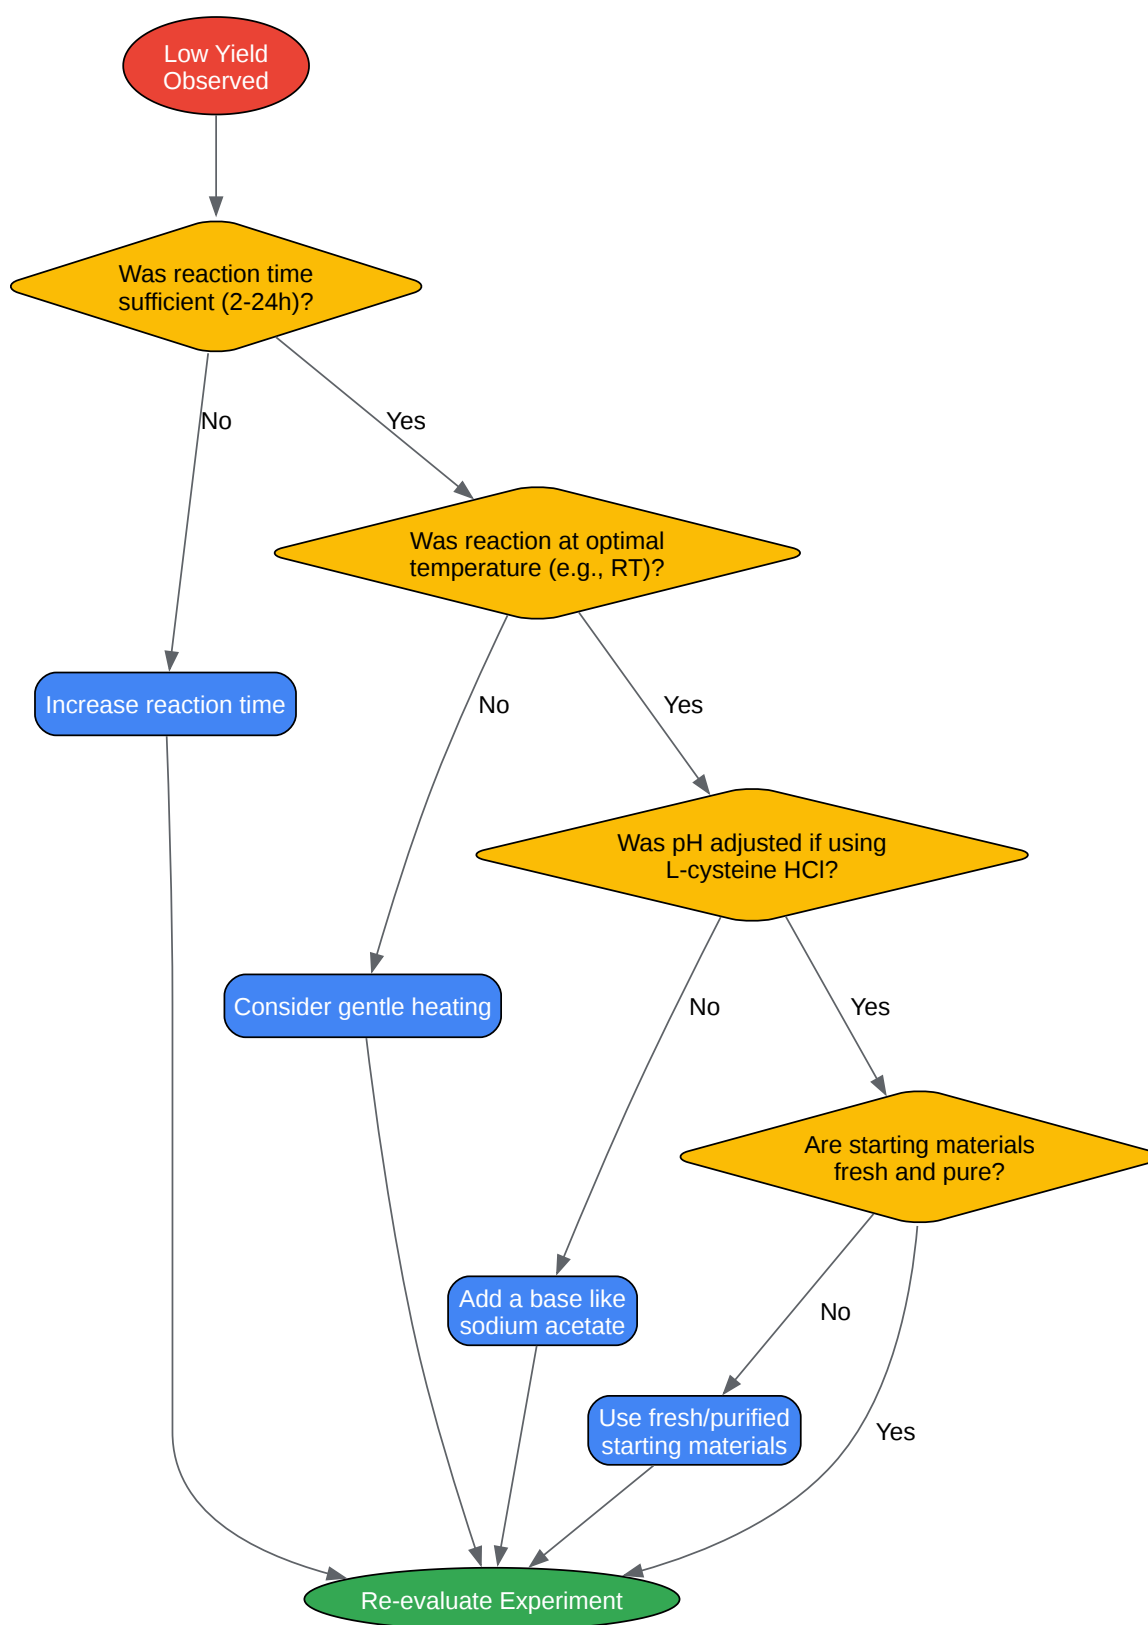 Low Yield
Observed
Was reaction time
sufficient (2-24h)?
No
Yes
Was reaction at optimal
temperature (e.g., RT)?
Increase reaction time
No
Yes
Was pH adjusted if using
L-cysteine HCl?
Consider gentle heating
No
Yes
Are starting materials
fresh and pure?
Add a base like
sodium acetate
No
Use fresh/purified
starting materials
Yes
Re-evaluate Experiment